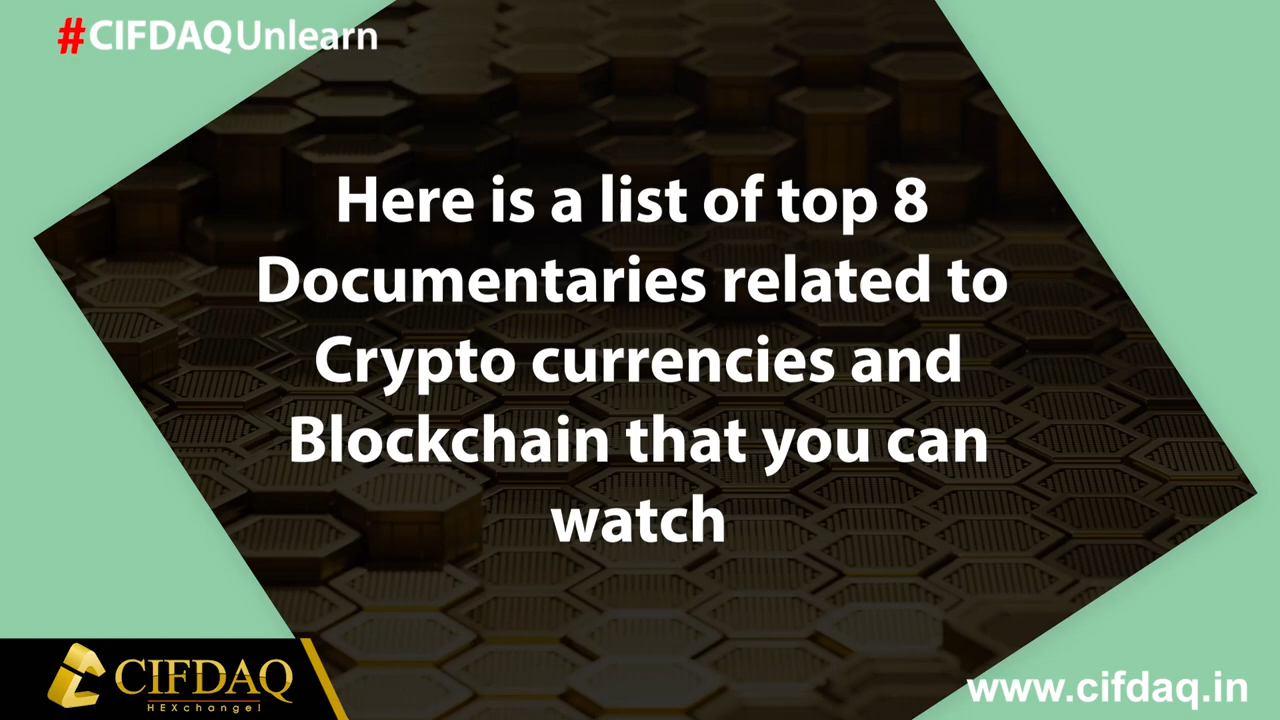 #CIFDAQUnlearn
Here is a list of top 8
Documentaries related to
Crypto currencies and
Blockchain that you can
watch
CIFDAQ
HEXchange!
www.cifdaq.in